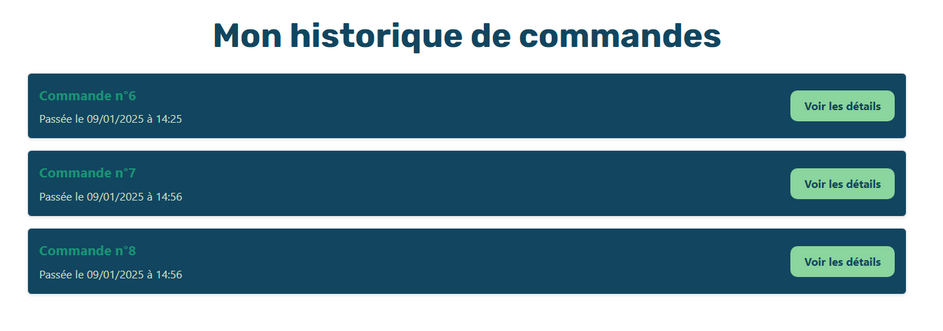 Mon historique de commandes
Commande n°6
Passée le 09/01/2025 à 14:25
Voir les détails
Commande n°7
Passée le 09/01/2025 à 14:56
Voir les détails
Commande n°8
Passée le 09/01/2025 à 14:56
Voir les détails